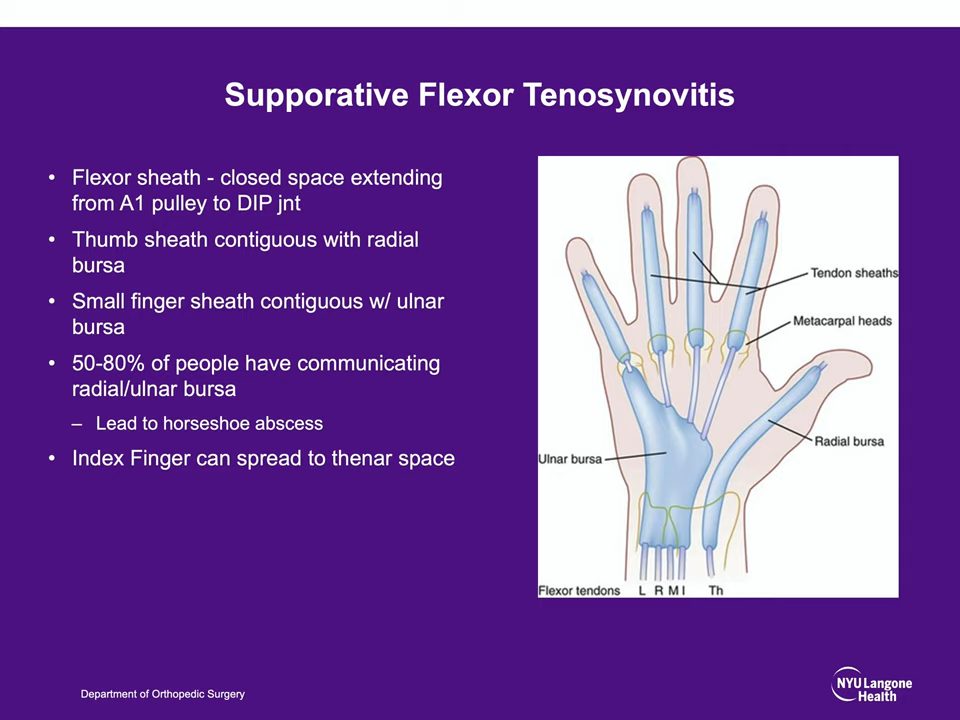 Supporative Flexor Tenosynovitis
• Flexor sheath - closed space extending
from A1 pulley to DIP jnt
• Thumb sheath contiguous with radial
bursa
• Small finger sheath contiguous w/ ulnar
bursa
• 50-80% of people have communicating
radial/ulnar bursa
– Lead to horseshoe abscess
• Index Finger can spread to thenar space
Tendon sheaths
Metacarpal heads
Radial bursa
Ulnar bursa
Flexor tendons L R M I Th
Department of Orthopedic Surgery
NYU Langone
Health